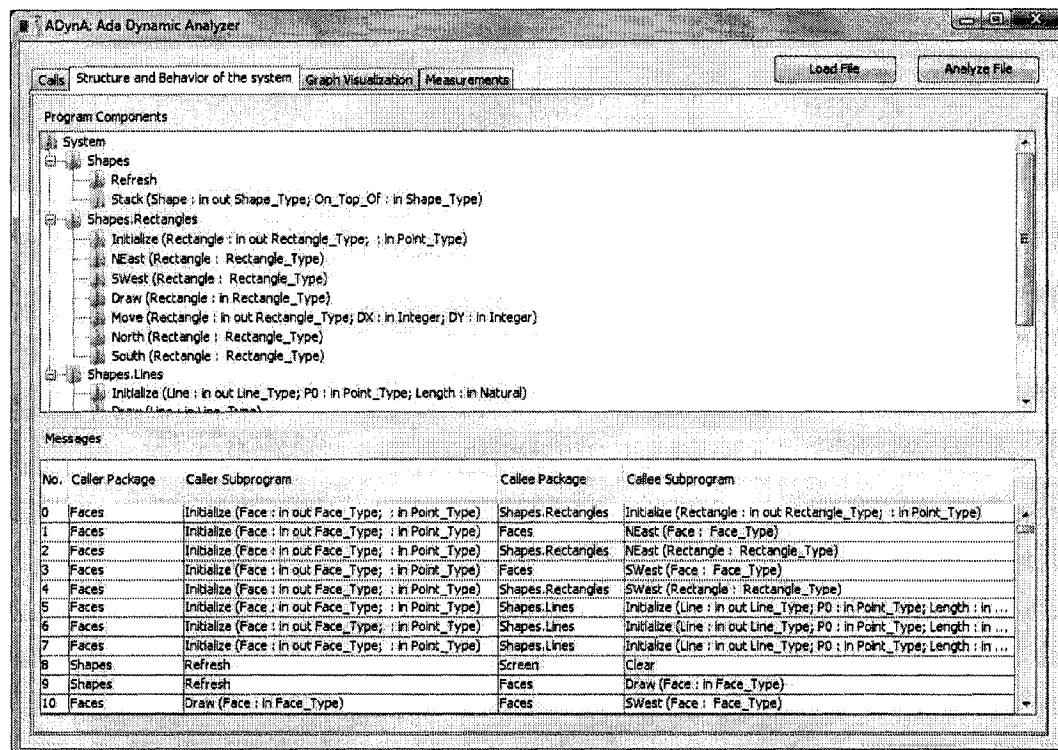 ADynA: Ada Dynamic Analyzer
Load File Analyze File
Calls Structure and Behavior of the system Graph Visualization Measurements
Program Components
System
Shapes
Refresh
Stack (Shape : in out Shape_Type; On_Top_Of : in Shape_Type)
Shapes.Rectangles
Initialize (Rectangle : in out Rectangle_Type; : in Point_Type)
NEast (Rectangle : Rectangle_Type)
SWest (Rectangle : Rectangle_Type)
Draw (Rectangle : in Rectangle_Type)
Move (Rectangle : in out Rectangle_Type; DX : in Integer; DY : in Integer)
North (Rectangle : Rectangle_Type)
South (Rectangle : Rectangle_Type)
Shapes.Lines
Initialize (Line : in out Line_Type; P0 : in Point_Type; Length : in Natural)
Draw (Line : in Line_Type)
Messages
No. Caller Package Caller Subprogram Callee Package Callee Subprogram
0 Faces Initialize (Face : in out Face_Type; : in Point_Type) Shapes.Rectangles Initialize (Rectangle : in out Rectangle_Type; : in Point_Type)
1 Faces Initialize (Face : in out Face_Type; : in Point_Type) Faces NEast (Face : Face_Type)
2 Faces Initialize (Face : in out Face_Type; : in Point_Type) Shapes.Rectangles NEast (Rectangle : Rectangle_Type)
3 Faces Initialize (Face : in out Face_Type; : in Point_Type) Faces SWest (Face : Face_Type)
4 Faces Initialize (Face : in out Face_Type; : in Point_Type) Shapes.Rectangles SWest (Rectangle : Rectangle_Type)
5 Faces Initialize (Face : in out Face_Type; : in Point_Type) Shapes.Lines Initialize (Line : in out Line_Type; P0 : in Point_Type; Length : in ...
6 Faces Initialize (Face : in out Face_Type; : in Point_Type) Shapes.Lines Initialize (Line : in out Line_Type; P0 : in Point_Type; Length : in ...
7 Faces Initialize (Face : in out Face_Type; : in Point_Type) Shapes.Lines Initialize (Line : in out Line_Type; P0 : in Point_Type; Length : in ...
8 Shapes Refresh Screen Clear
9 Shapes Refresh Faces Draw (Face : in Face_Type)
10 Faces Draw (Face : in Face_Type) Faces SWest (Face : Face_Type)